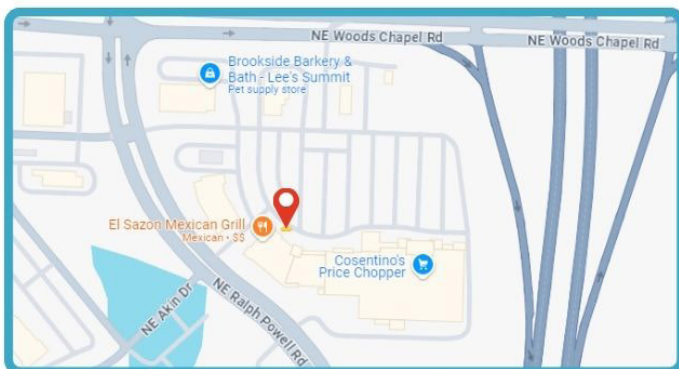 NE Woods Chapel Rd
NE Woods Chapel Rd
Brookside Barkery &
Bath - Lee's Summit
Pet supply store
El Sazon Mexican Grill
Mexican • $$
Cosentino's
Price Chopper
NE Akin Dr
NE Ralph Powell Rd